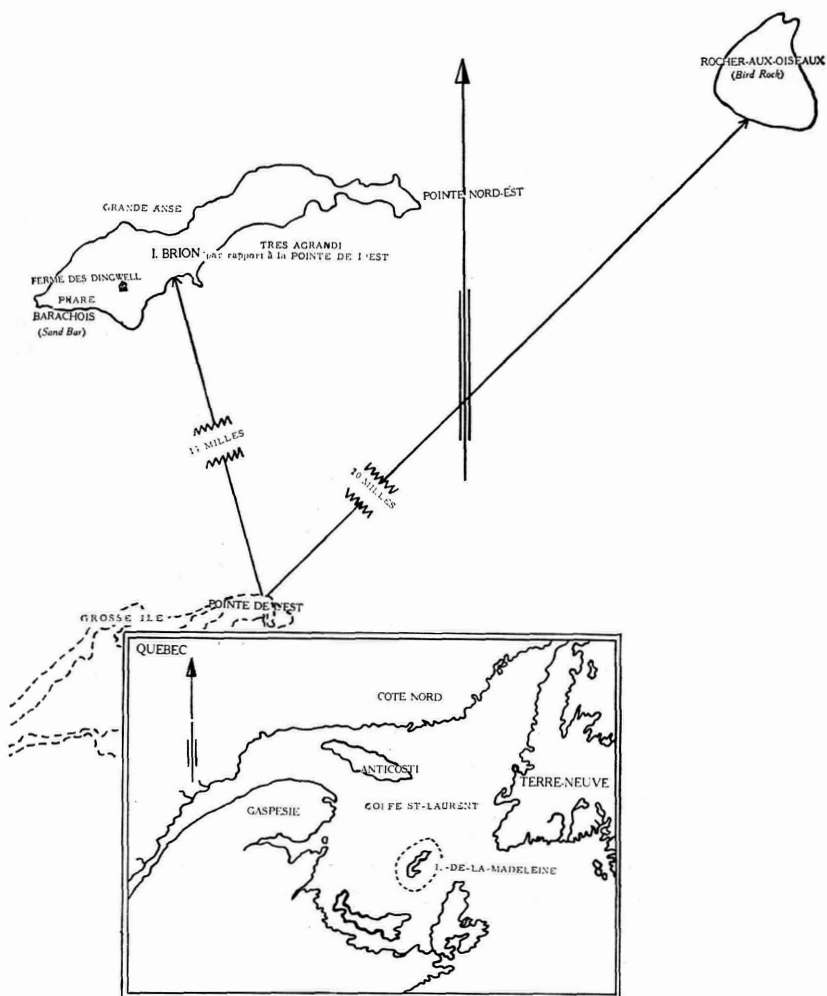 ROCHER-AUX-OISEAUX
(Bird Rock)
POINTE NORD-EST
GRANDE ANSE
TRES AGRANDI
I. BRION par rapport à la POINTE DE L'EST
FERME DES DINGWELL
PHARE
BARACHOIS
(Sand Bar)
MILLES
20 MILLES
POINTE DE L'EST
GROSSE ILE
QUEBEC
COTE NORD
ANTICOSTI
TERRE-NEUVE
GOLFE ST-LAURENT
GASPESIE
I.-DE-LA-MADELEINE